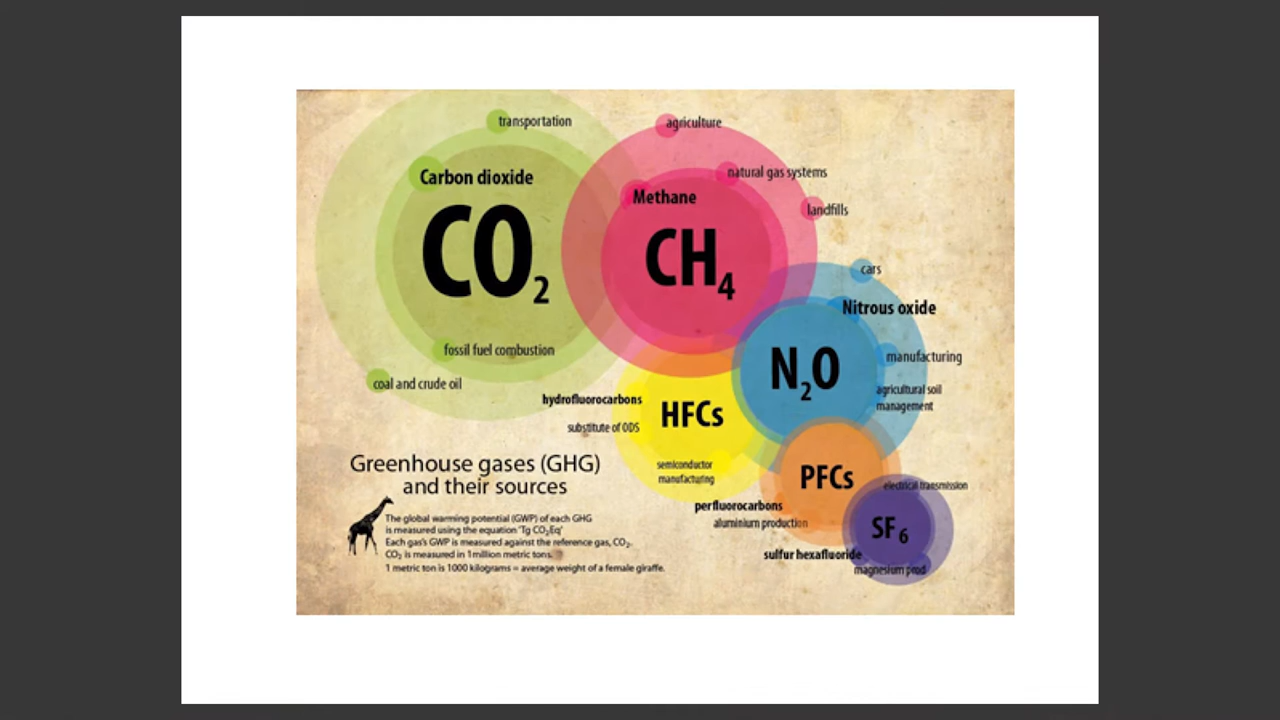 transportation
Carbon dioxide
CO₂
fossil fuel combustion
coal and crude oil
agriculture
natural gas systems
Methane
landfills
CH₄
cars
Nitrous oxide
N₂O
manufacturing
agricultural soil
management
hydrofluorocarbons
HFCs
substitute of ODS
semiconductor
manufacturing
PFCs
perfluorocarbons
aluminium production
electrical transmission
SF₆
sulfur hexafluoride
magnesium prod
Greenhouse gases (GHG)
and their sources
The global warming potential (GWP) of each GHG
is measured using the equation 'Tg CO₂Eq'
Each gas's GWP is measured against the reference gas, CO₂.
CO₂ is measured in 1million metric tons.
1 metric ton is 1000 kilograms = average weight of a female giraffe.